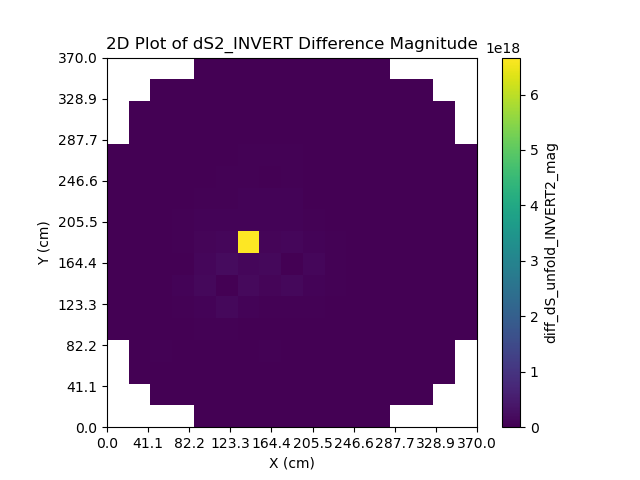 2D Plot of dS2_INVERT Difference Magnitude
1e18
370.0
328.9
287.7
246.6
205.5
164.4
123.3
82.2
41.1
0.0
Y (cm)
0.0 41.1 82.2 123.3 164.4 205.5 246.6 287.7 328.9 370.0
X (cm)
6
5
4
3
2
1
0
diff_dS_unfold_INVERT2_mag